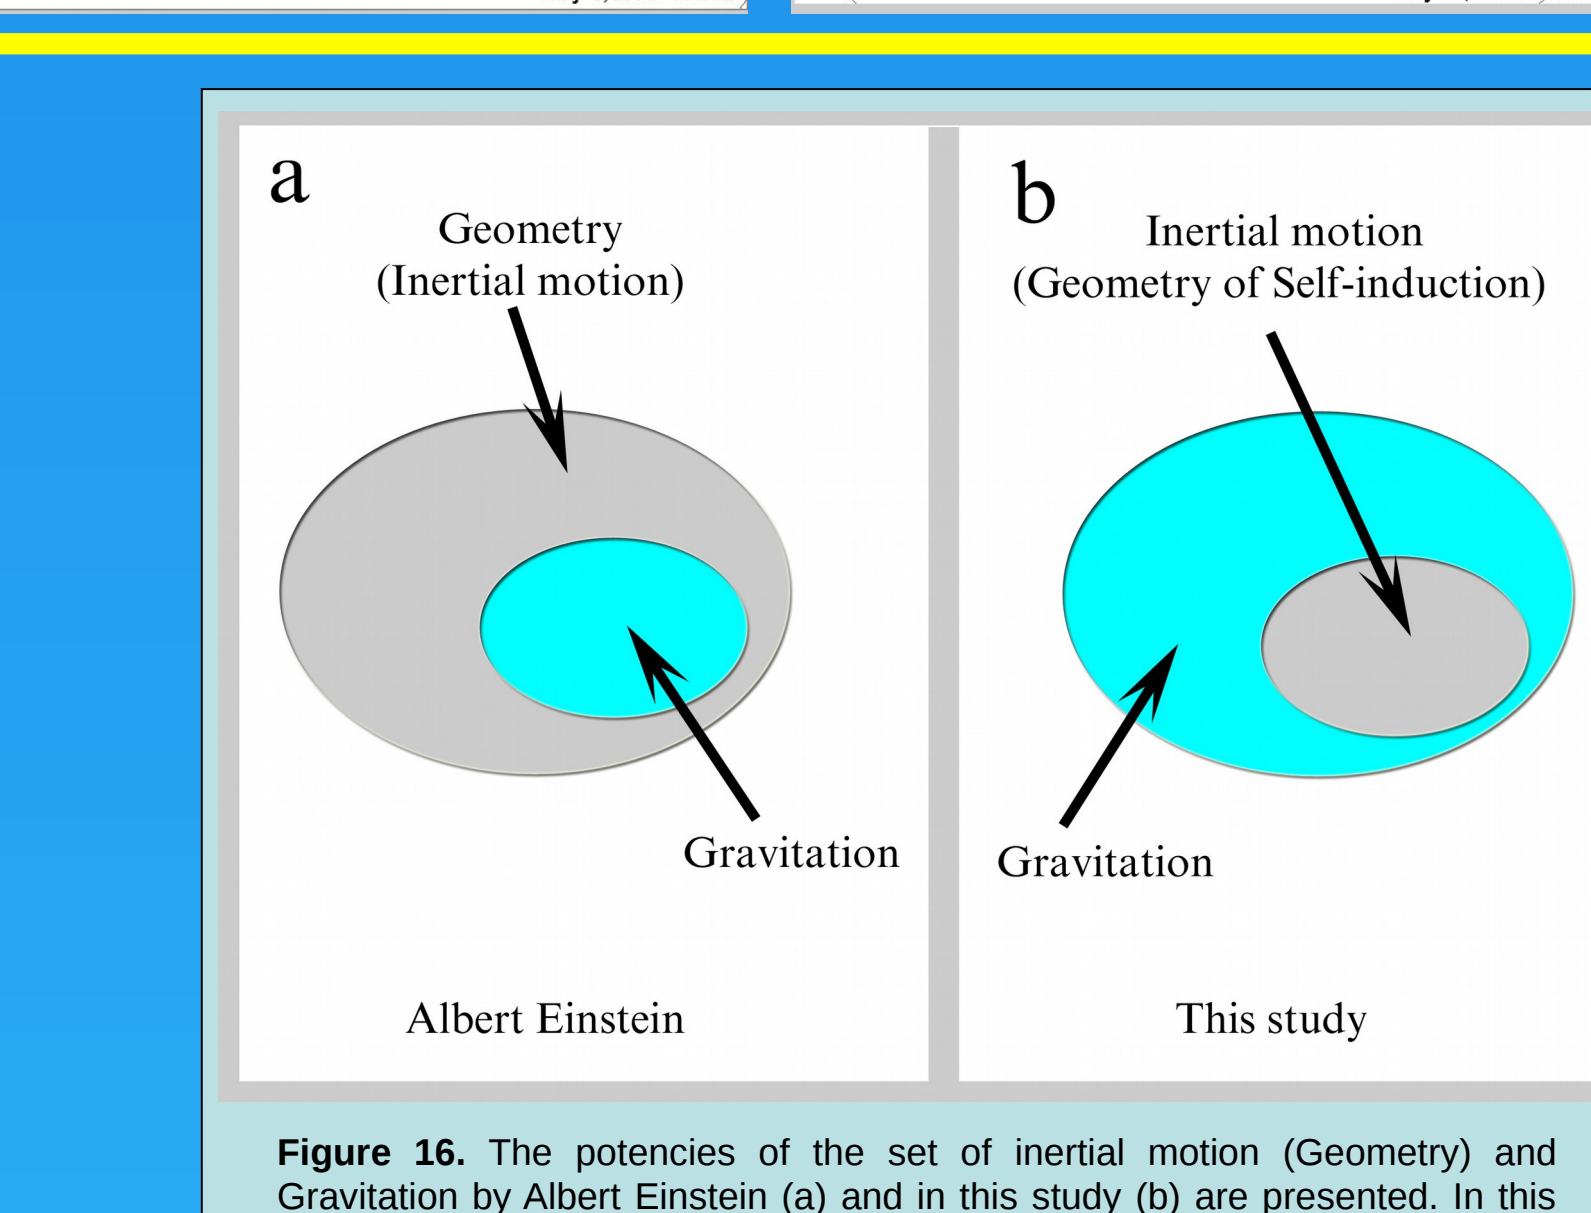 a
Geometry
(Inertial motion)
Gravitation
Albert Einstein
b
Inertial motion
(Geometry of Self-induction)
Gravitation
This study
Figure 16. The potencies of the set of inertial motion (Geometry) and
Gravitation by Albert Einstein (a) and in this study (b) are presented. In this